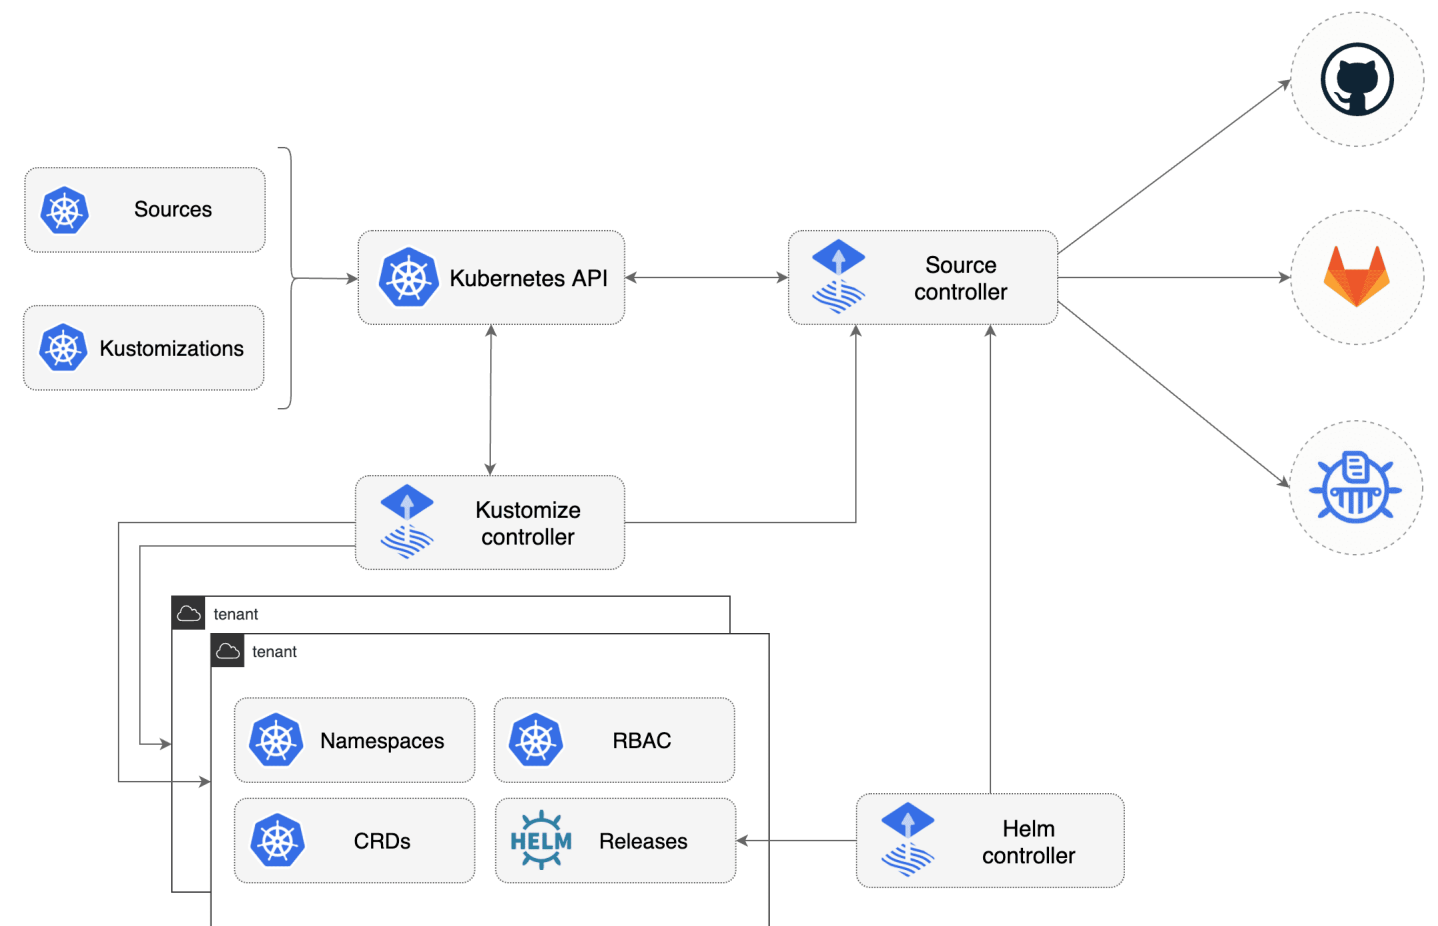 Sources
Kustomizations
Kubernetes API
Source
controller
Kustomize
controller
tenant
tenant
Namespaces
RBAC
CRDs
HELM
Releases
Helm
controller